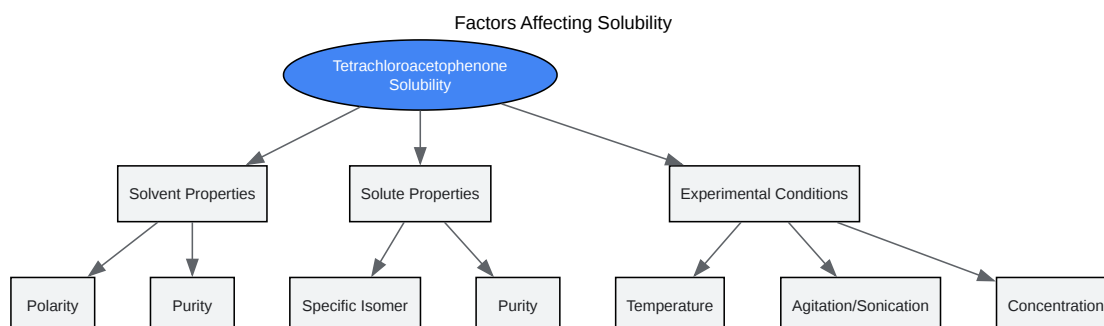 Factors Affecting Solubility
Tetrachloroacetophenone
Solubility
Solvent Properties
Solute Properties
Experimental Conditions
Polarity
Purity
Specific Isomer
Purity
Temperature
Agitation/Sonication
Concentration